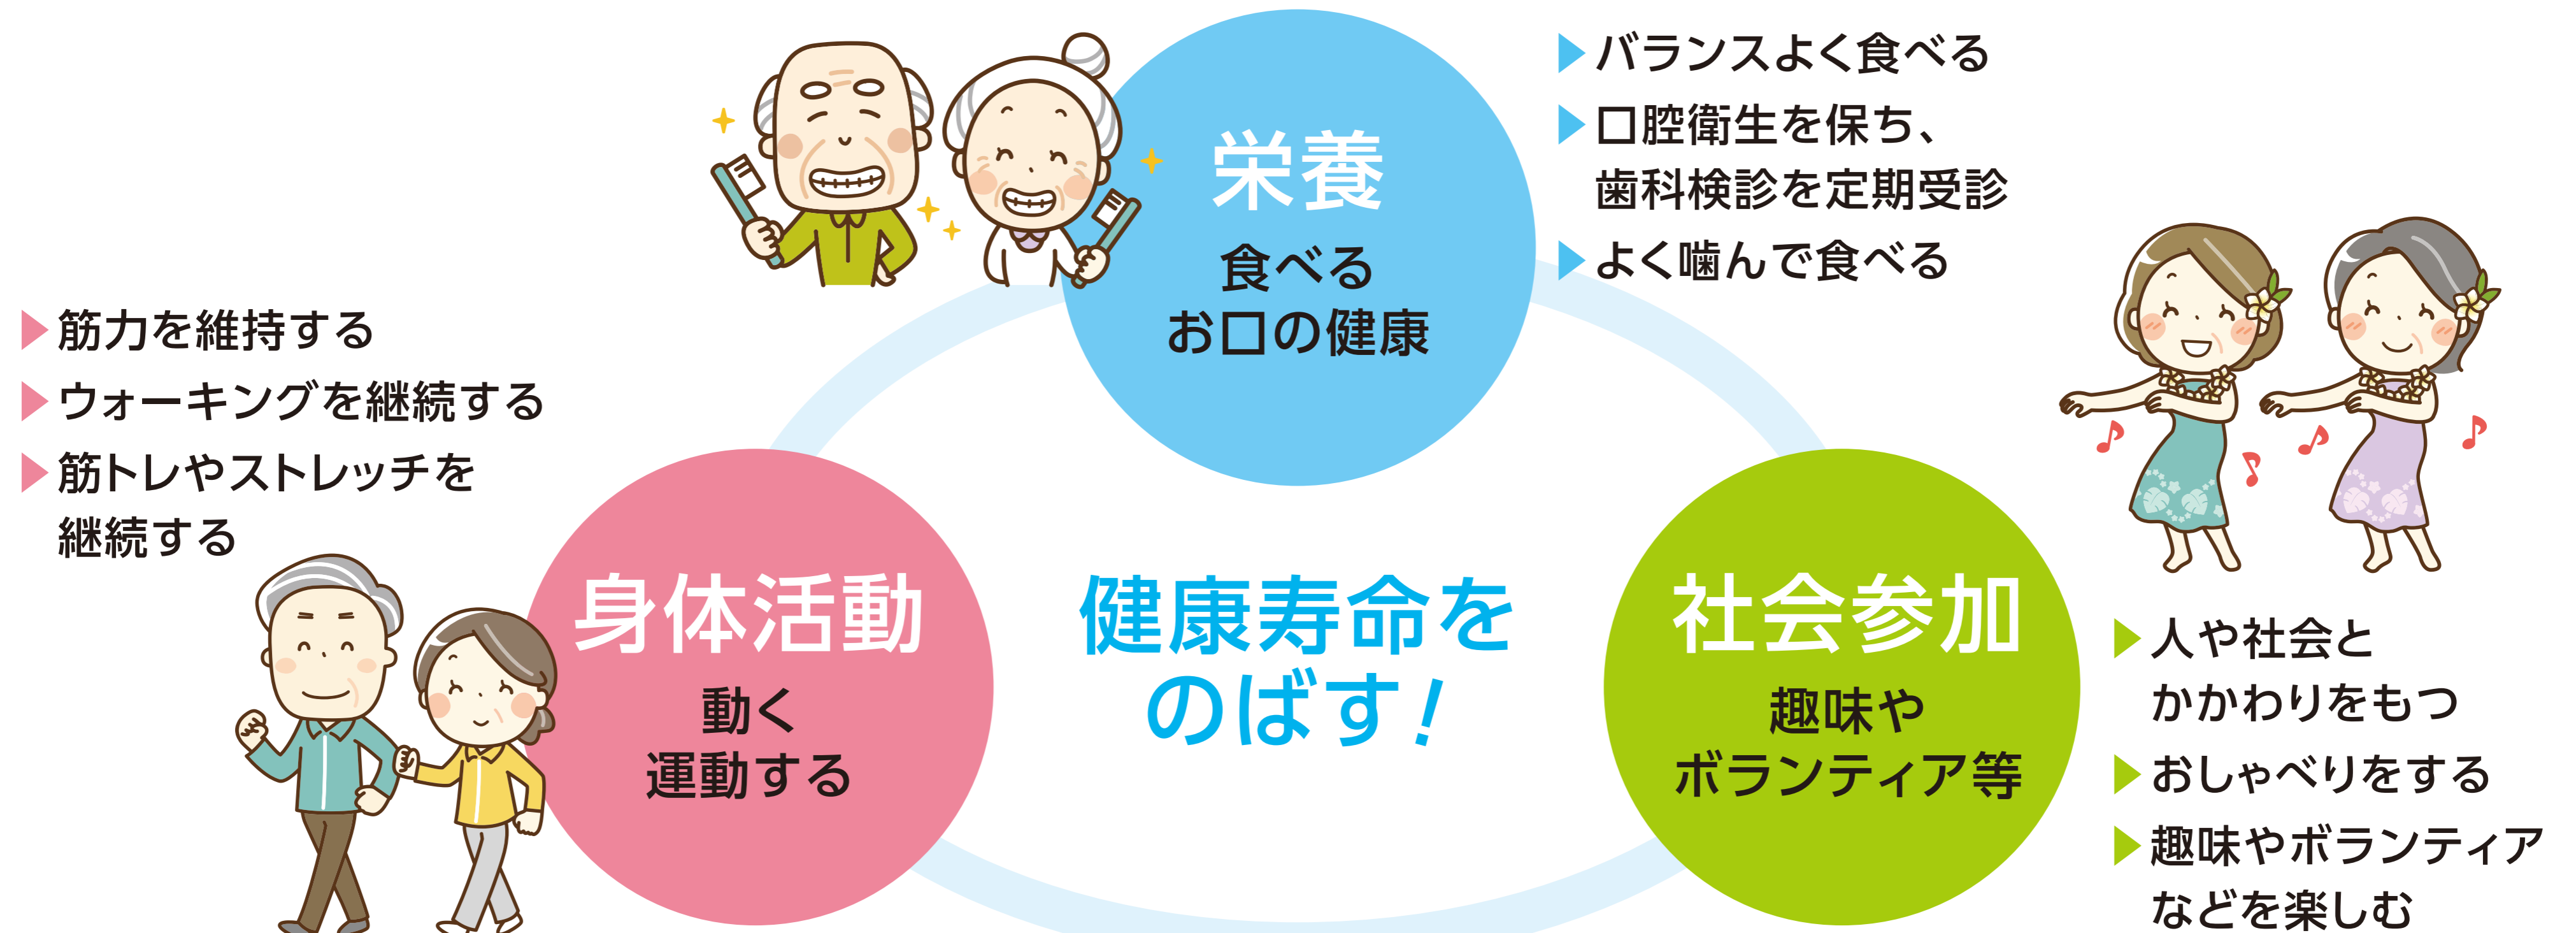 栄養
食べる
お口の健康
バランスよく食べる
口腔衛生を保ち、
歯科検診を定期受診
よく噛んで食べる
筋力を維持する
ウォーキングを継続する
筋トレやストレッチを
継続する
身体活動
動く
運動する
健康寿命を
のばす!
社会参加
趣味や
ボランティア等
人や社会と
かかわりをもつ
おしゃべりをする
趣味やボランティア
などを楽しむ